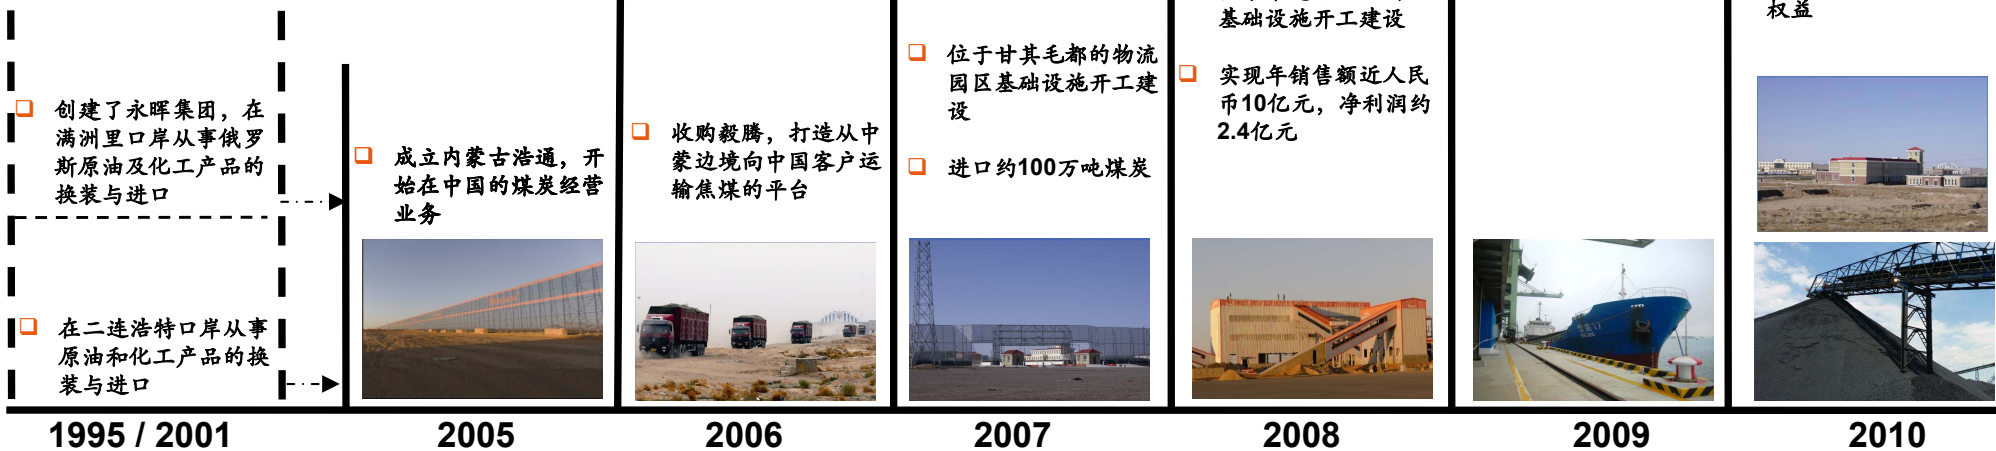 创建了永晖集团，在
满洲里口岸从事俄罗
斯原油及化工产品的
换装与进口
在二连浩特口岸从事
原油和化工产品的换
装与进口
1995 / 2001
成立内蒙古浩通，开
始在中国的煤炭经营
业务
2005
收购毅腾，打造从中
蒙边境向中国客户运
输焦煤的平台
2006
位于甘其毛都的物流
园区基础设施开工建
设
进口约100万吨煤炭
2007
基础设施开工建设
实现年销售额近人民
币10亿元，净利润约
2.4亿元
2008
2009
权益
2010